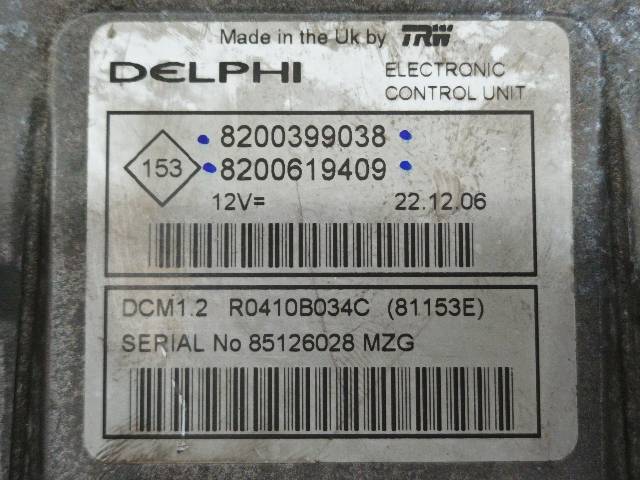 Made in the Uk by TRW
DELPHI
ELECTRONIC
CONTROL UNIT
153
8200399038
8200619409
12V=
22.12.06
DCM1.2 R0410B034C (81153E)
SERIAL No 85126028 MZG